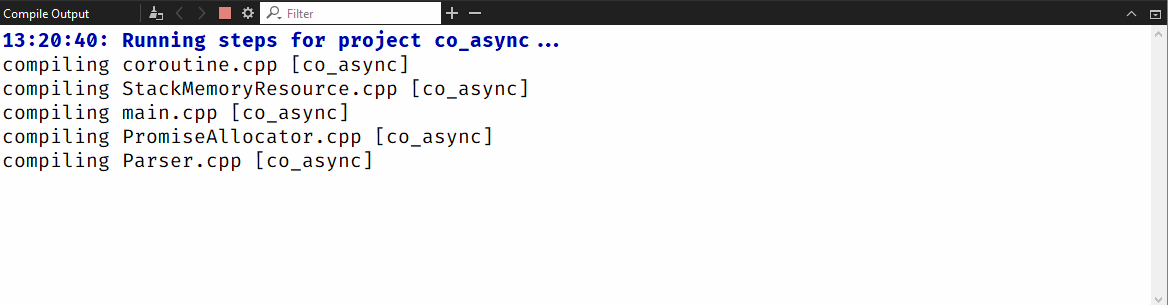 Compile Output
Filter
13:20:40: Running steps for project co_async...
compiling coroutine.cpp [co_async]
compiling StackMemoryResource.cpp [co_async]
compiling main.cpp [co_async]
compiling PromiseAllocator.cpp [co_async]
compiling Parser.cpp [co_async]